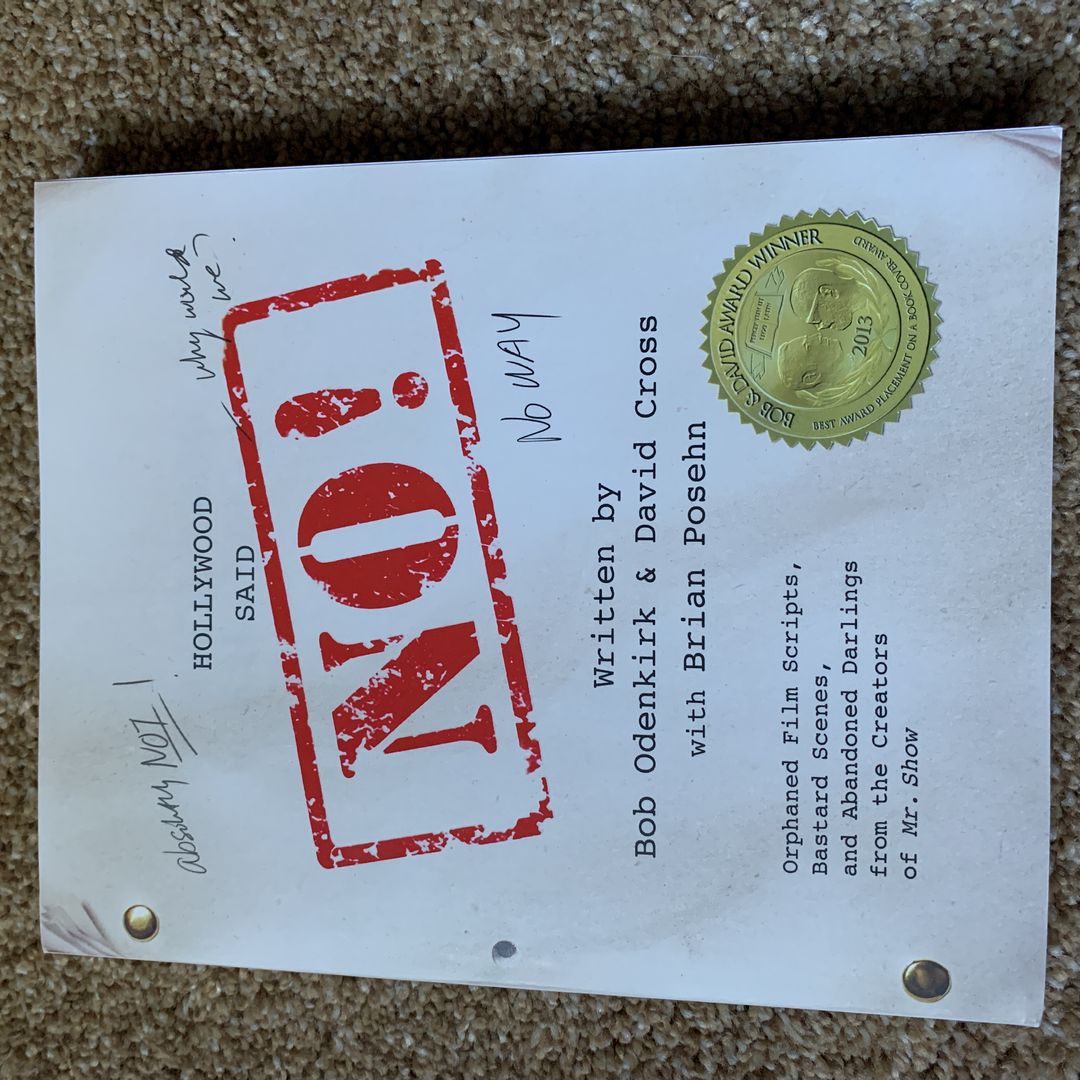 absolutely NOT!
why would
we?
HOLLYWOOD
SAID
NO!
NO WAY
Written by
Bob Odenkirk & David Cross
with Brian Posehn
Orphaned Film Scripts,
Bastard Scenes,
and Abandoned Darlings
from the Creators
of Mr. Show
BOB & DAVID AWARD WINNER
2013
BEST AWARD PLACEMENT ON A BOOK COVER AWARD